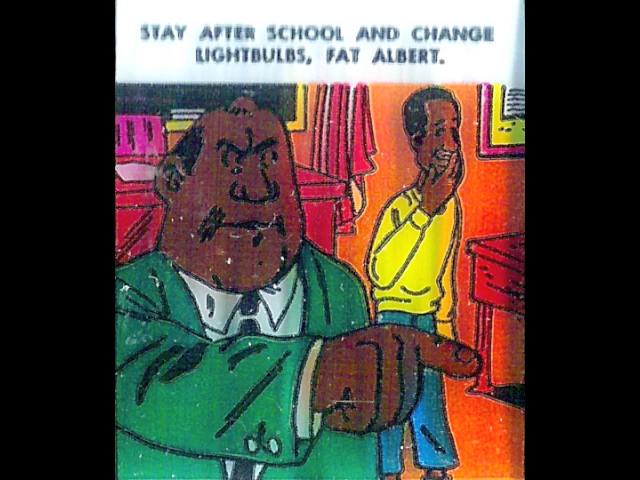 STAY AFTER SCHOOL AND CHANGE
LIGHTBULBS, FAT ALBERT.